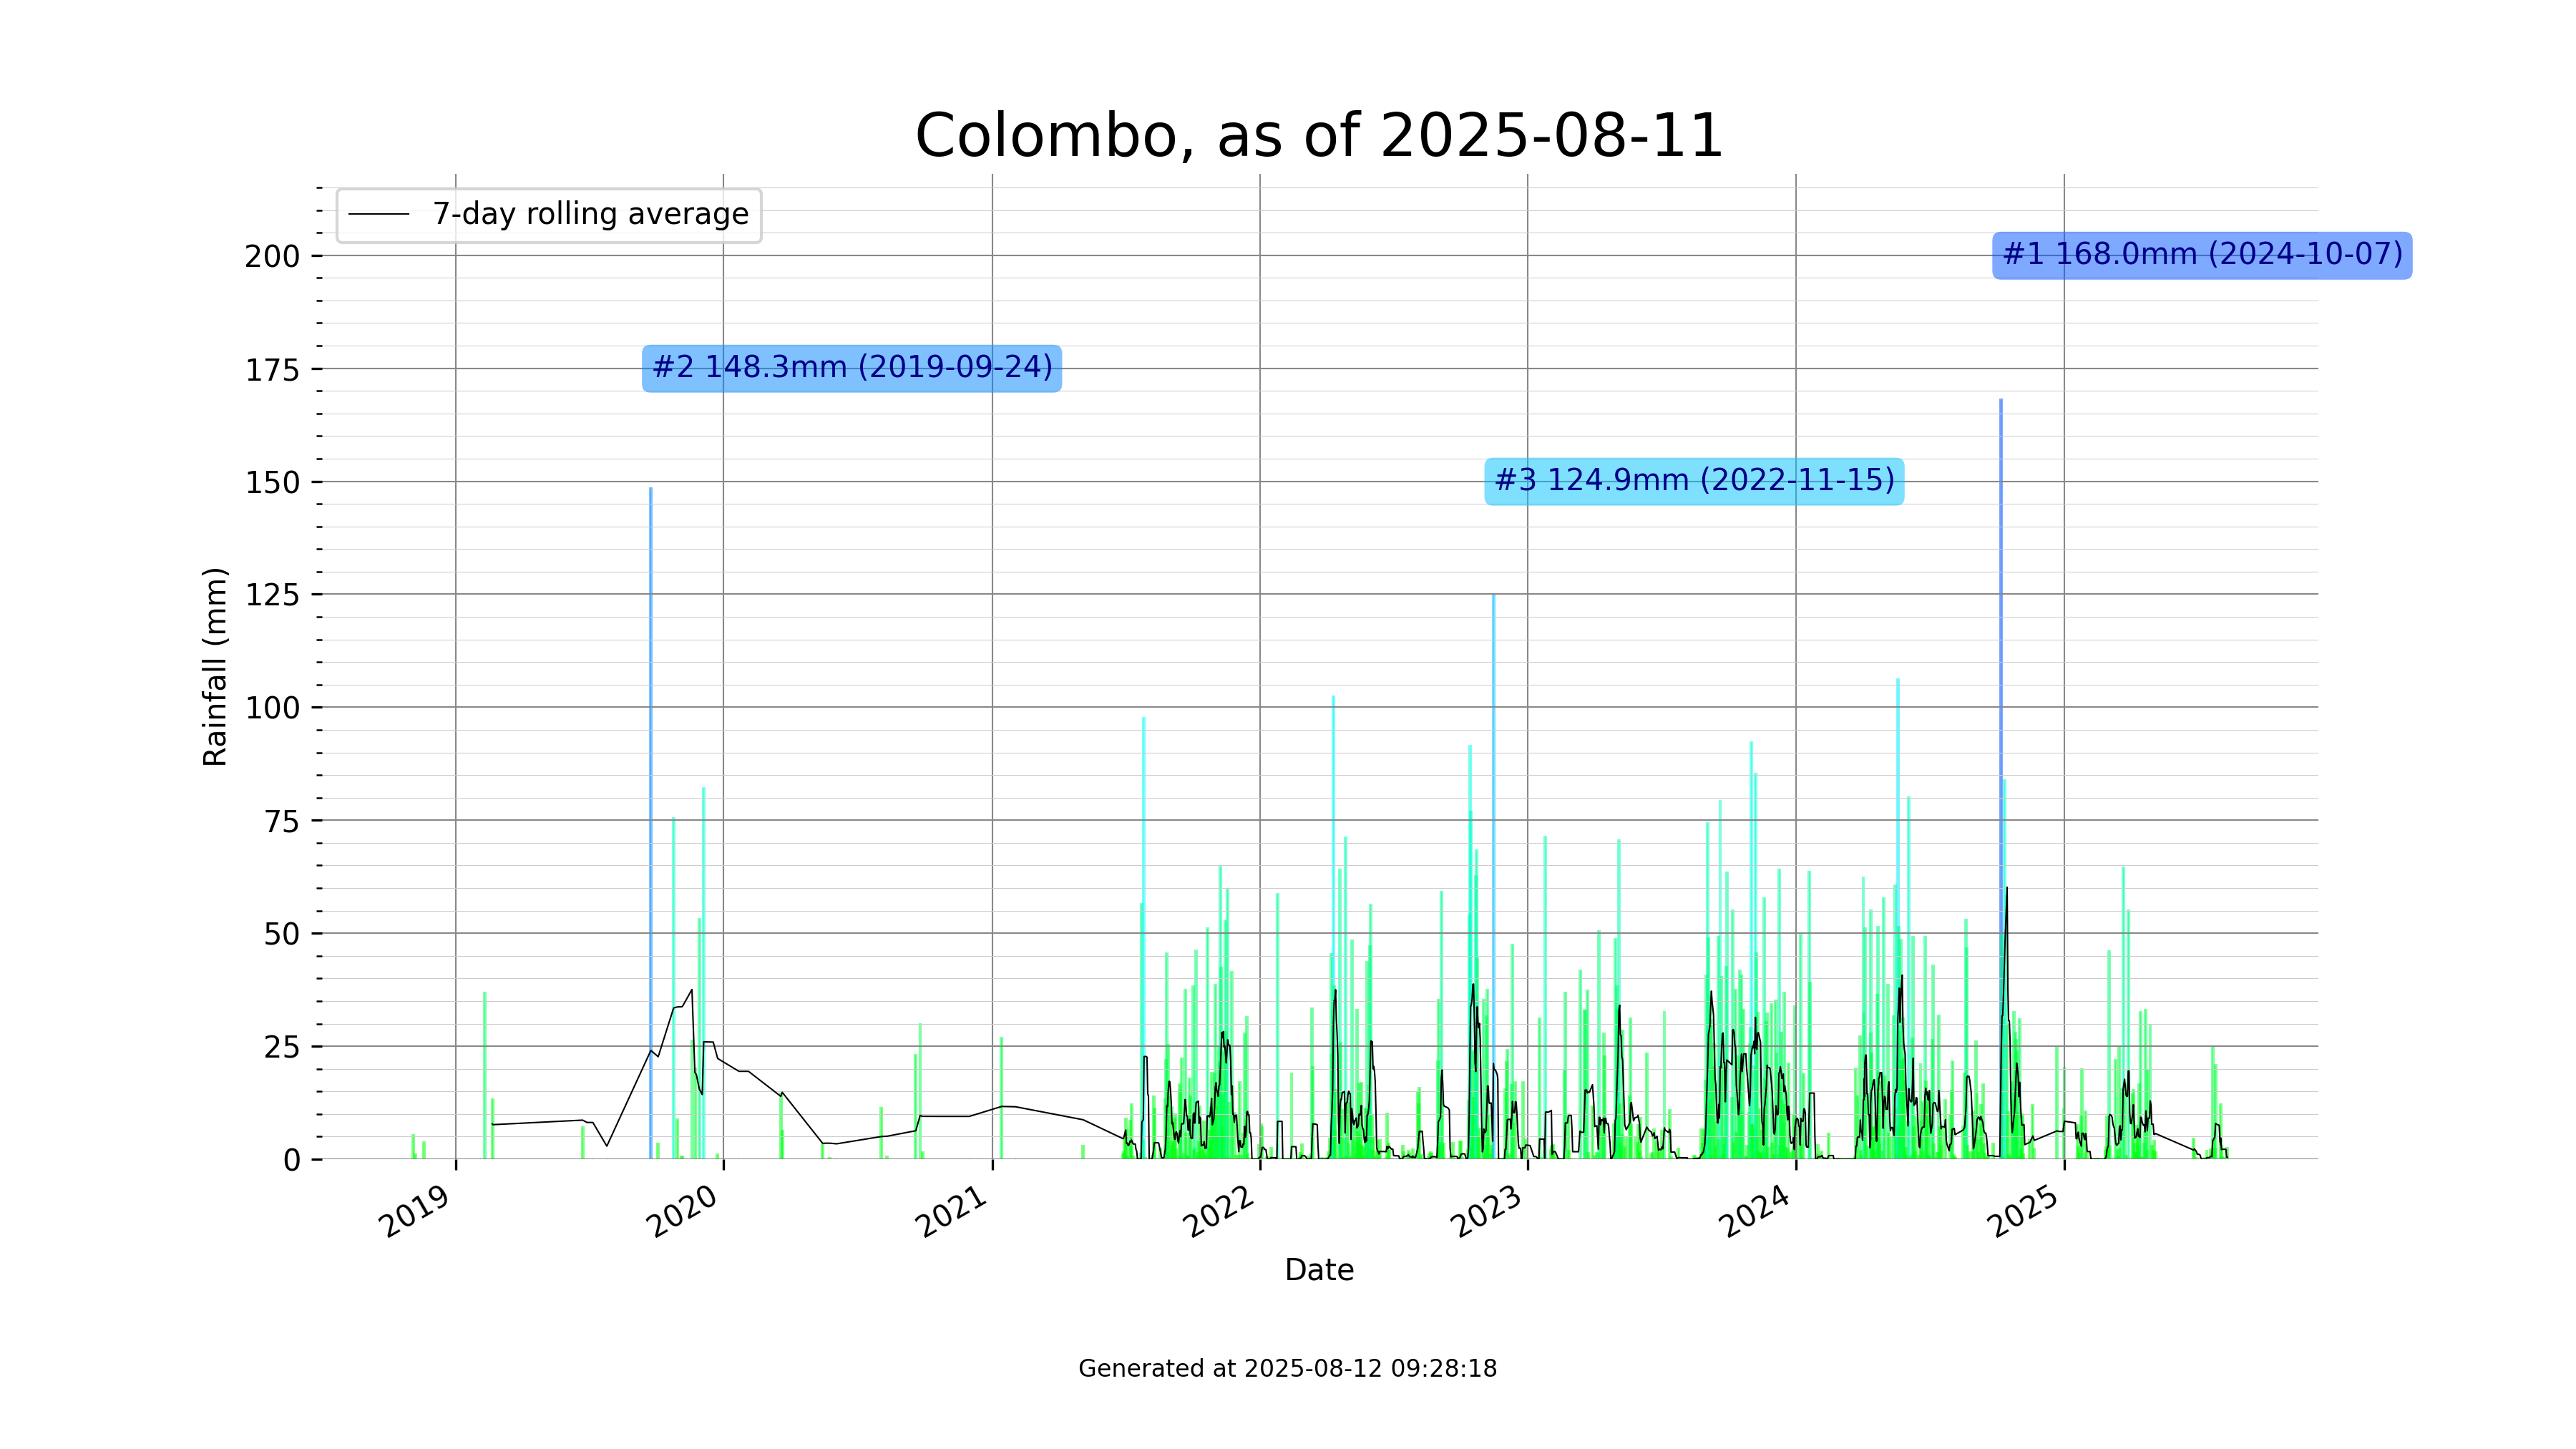 Colombo, as of 2025-08-11
7-day rolling average
#1 168.0mm (2024-10-07)
#2 148.3mm (2019-09-24)
#3 124.9mm (2022-11-15)
Rainfall (mm)
200
175
150
125
100
75
50
25
0
2019
2020
2021
2022
2023
2024
2025
Date
Generated at 2025-08-12 09:28:18